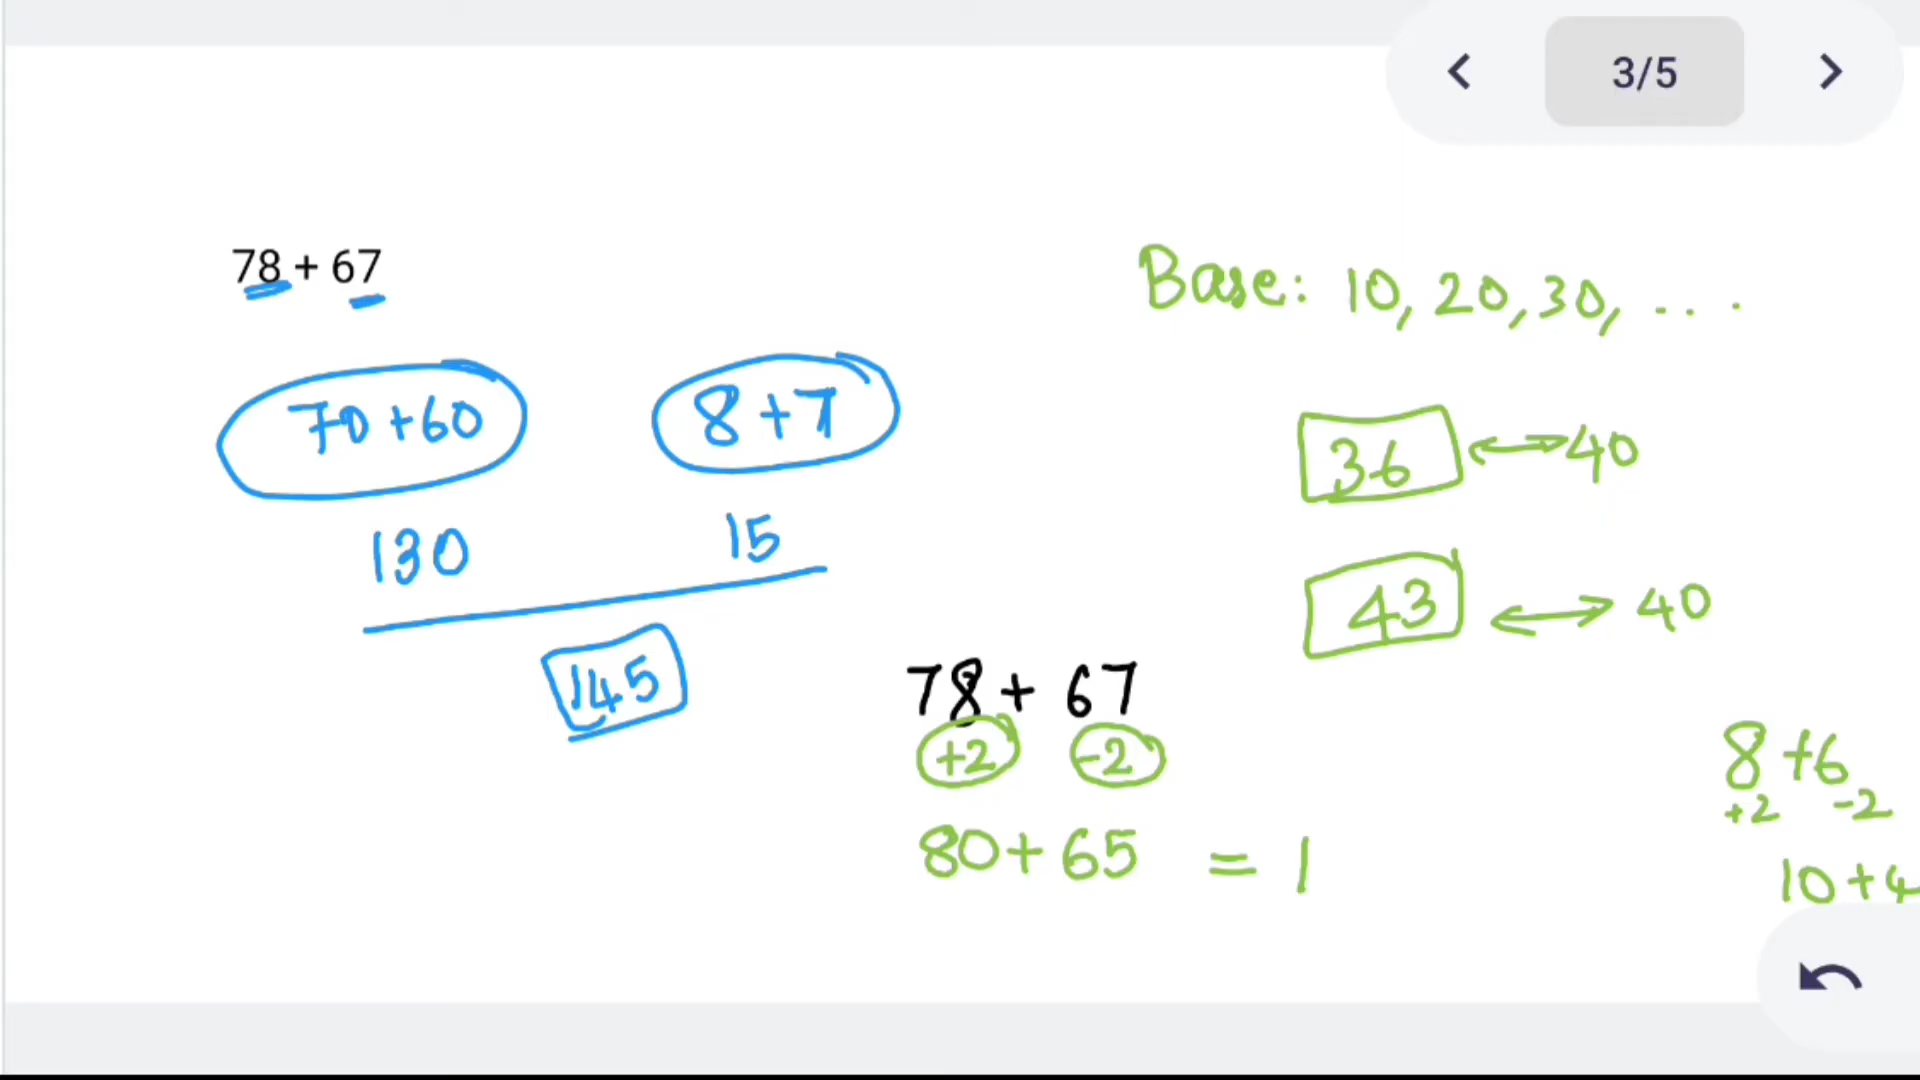 3/5
78 + 67
Base: 10, 20, 30, ....
70 + 60
8 + 7
36 ↔ 40
130
15
43 ↔ 40
145
78 + 67
+2 -2
8 + 6
+2 -2
80 + 65 = 1
10 + 4